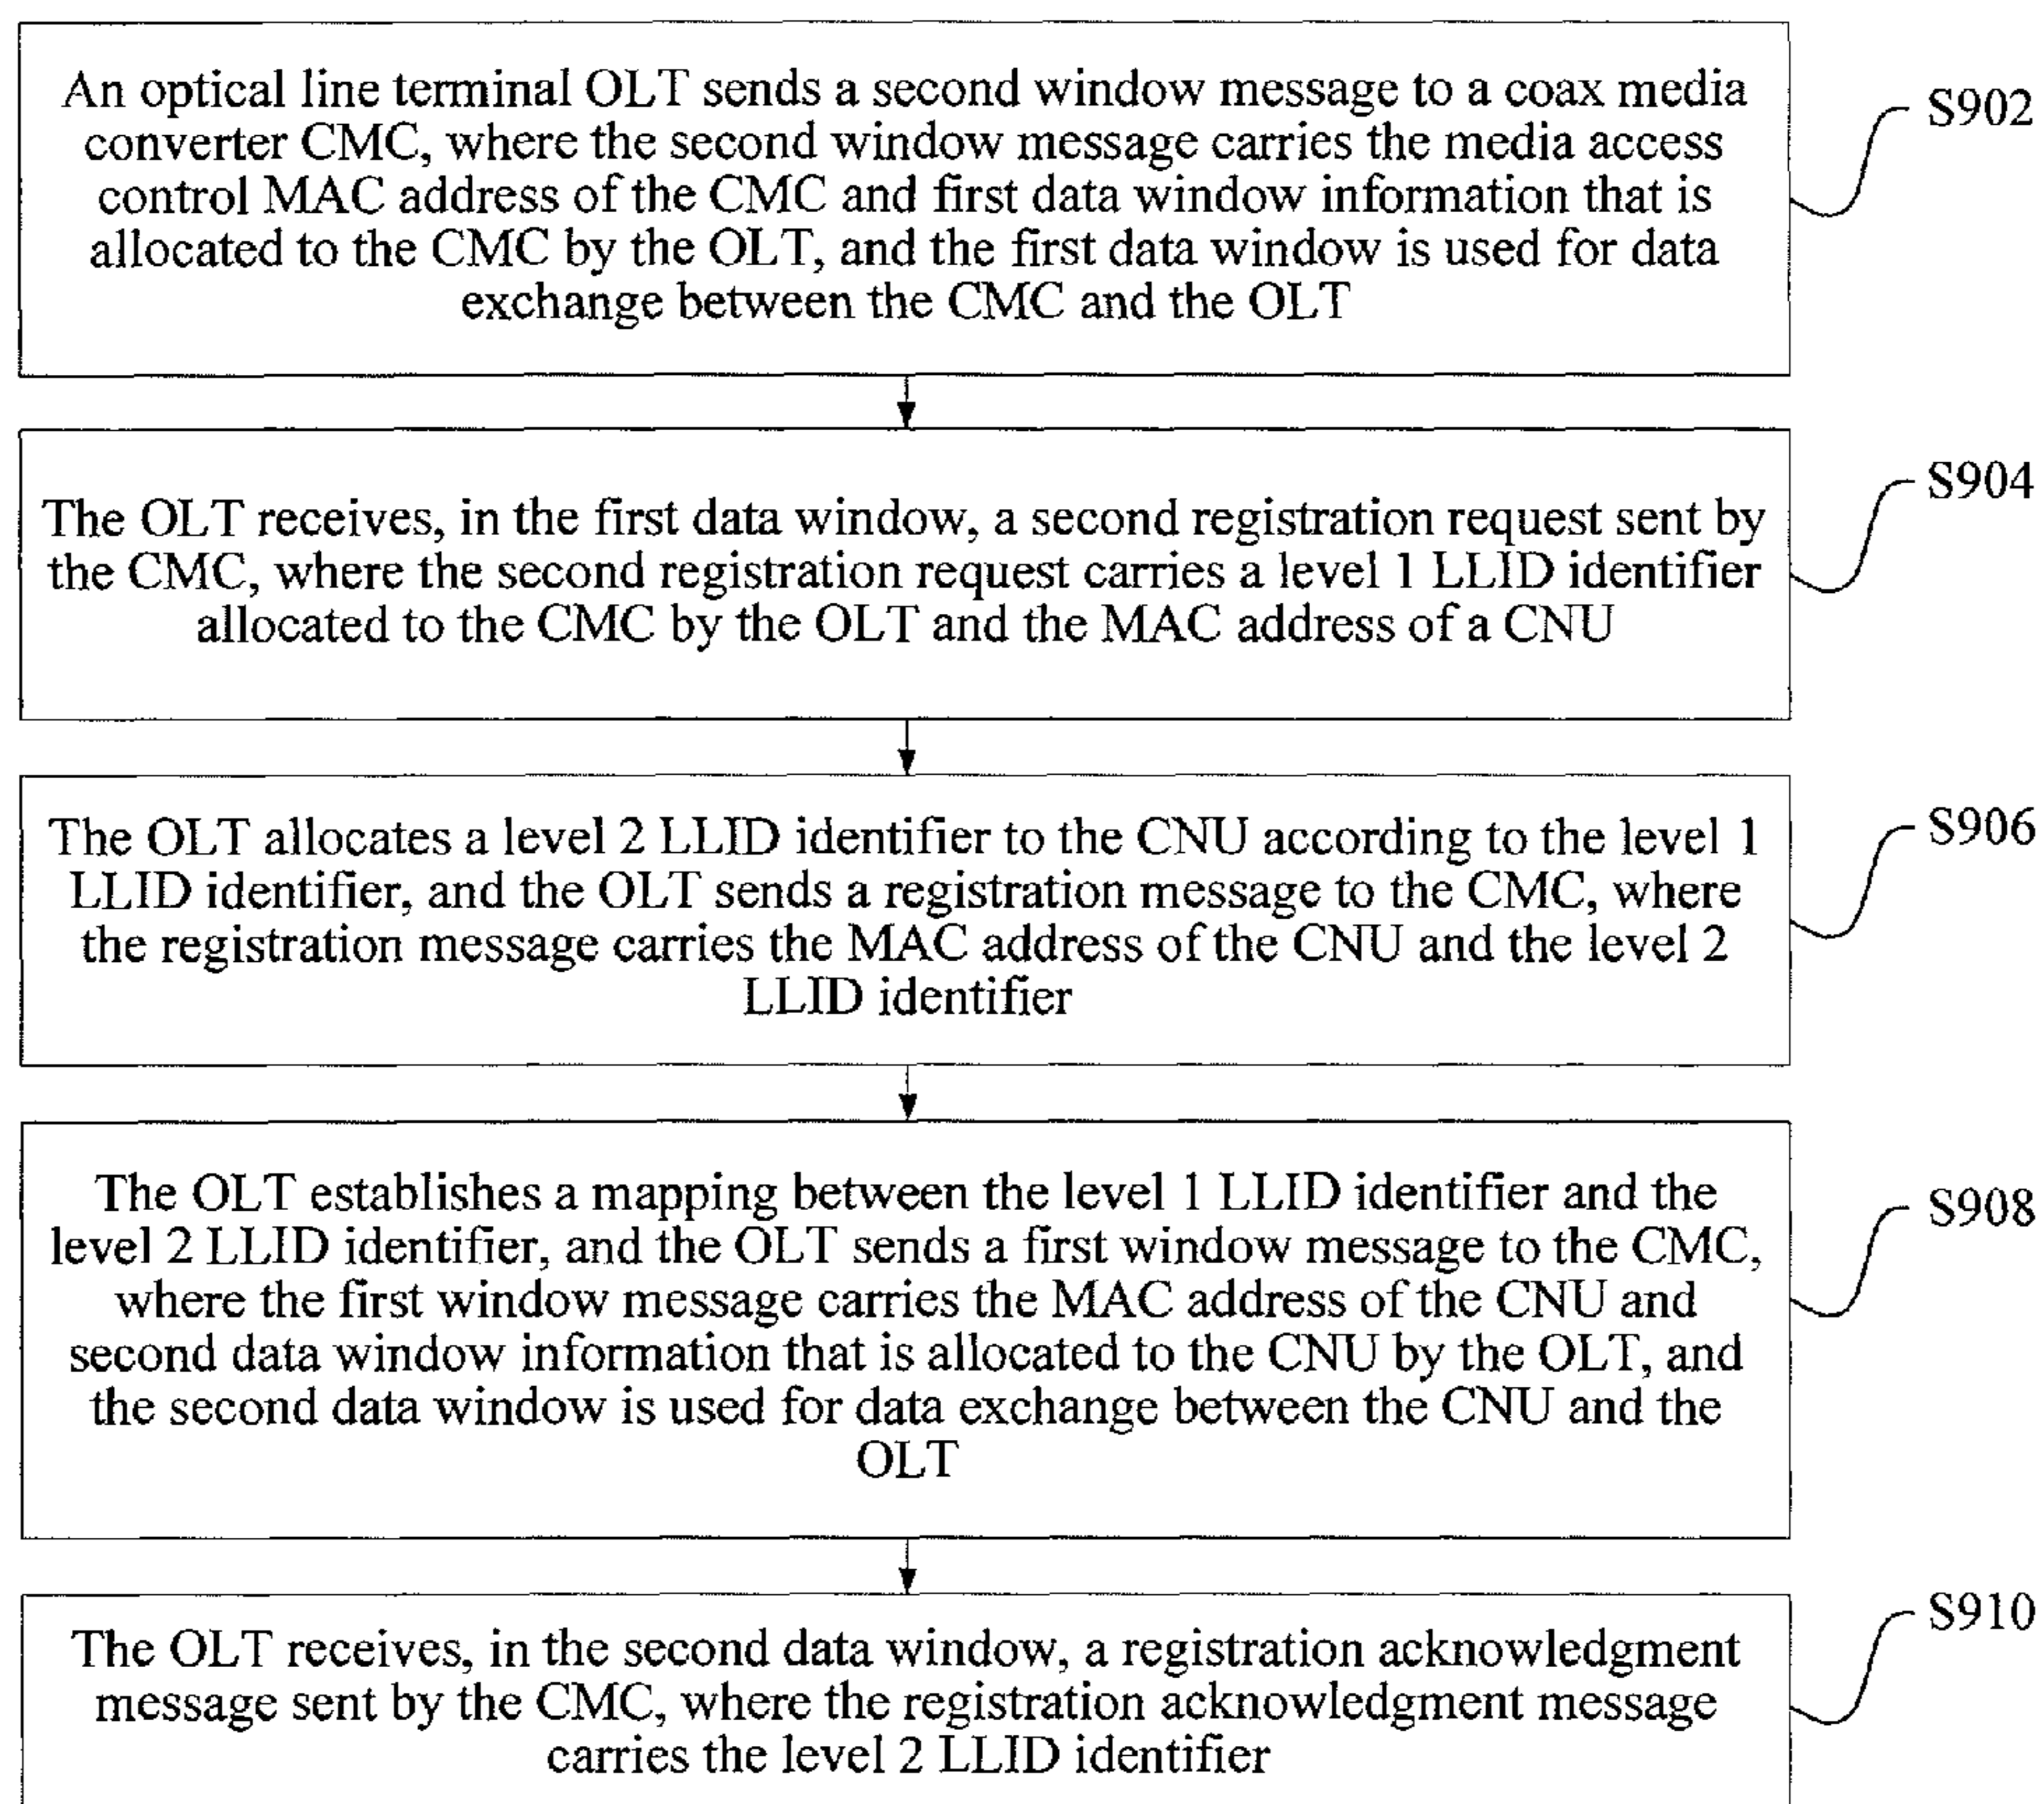 An optical line terminal OLT sends a second window message to a coax media
converter CMC, where the second window message carries the media access
control MAC address of the CMC and first data window information that is
allocated to the CMC by the OLT, and the first data window is used for data
exchange between the CMC and the OLT
S902
The OLT receives, in the first data window, a second registration request sent by
the CMC, where the second registration request carries a level 1 LLID identifier
allocated to the CMC by the OLT and the MAC address of a CNU
S904
The OLT allocates a level 2 LLID identifier to the CNU according to the level 1
LLID identifier, and the OLT sends a registration message to the CMC, where
the registration message carries the MAC address of the CNU and the level 2
LLID identifier
S906
The OLT establishes a mapping between the level 1 LLID identifier and the
level 2 LLID identifier, and the OLT sends a first window message to the CMC,
where the first window message carries the MAC address of the CNU and
second data window information that is allocated to the CNU by the OLT, and
the second data window is used for data exchange between the CNU and the
OLT
S908
The OLT receives, in the second data window, a registration acknowledgment
message sent by the CMC, where the registration acknowledgment message
carries the level 2 LLID identifier
S910